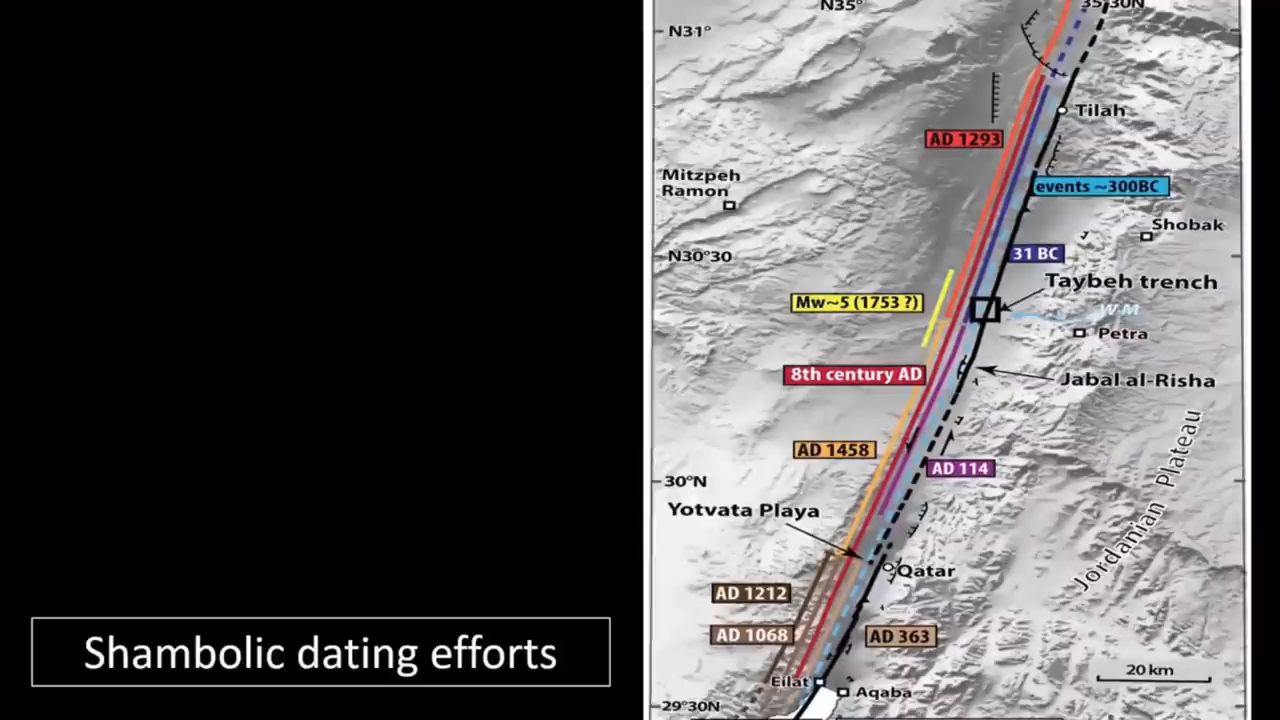 N35°
35°30N
N31°
Tilah
AD 1293
Mitzpeh
Ramon
events ~300BC
Shobak
N30°30
31 BC
Taybeh trench
Mw~5 (1753 ?)
WM
Petra
8th century AD
Jabal al-Risha
AD 1458
AD 114
30°N
Yotvata Playa
Jordanian Plateau
Qatar
AD 1212
AD 1068
AD 363
Shambolic dating efforts
20 km
Eilat
Aqaba
29°30N